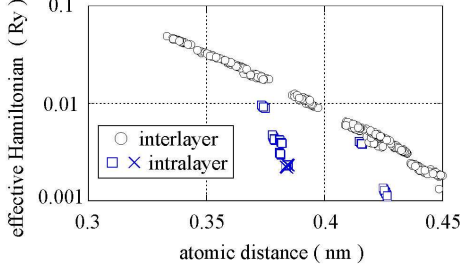 effective Hamiltonian ( Ry )
0.1
0.01
0.001
interlayer
intralayer
0.3
0.35
0.4
0.45
atomic distance ( nm )